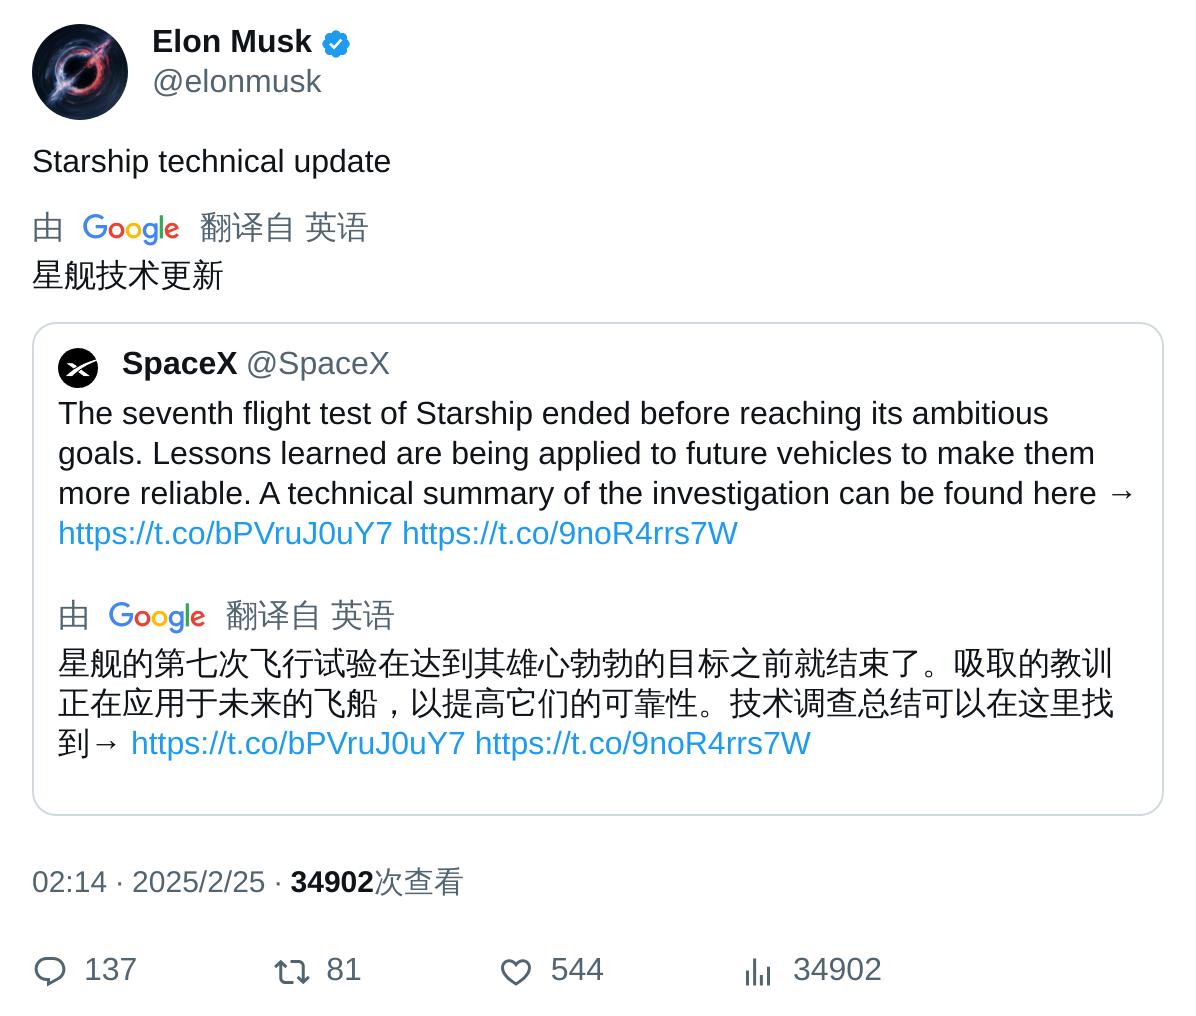 Elon Musk
@elonmusk
Starship technical update
由 Google 翻译自 英语
星舰技术更新
SpaceX @SpaceX
The seventh flight test of Starship ended before reaching its ambitious
goals. Lessons learned are being applied to future vehicles to make them
more reliable. A technical summary of the investigation can be found here →
https://t.co/bPVruJ0uY7 https://t.co/9noR4rrs7W
由 Google 翻译自 英语
星舰的第七次飞行试验在达到其雄心勃勃的目标之前就结束了。吸取的教训
正在应用于未来的飞船，以提高它们的可靠性。技术调查总结可以在这里找
到→ https://t.co/bPVruJ0uY7 https://t.co/9noR4rrs7W
02:14 · 2025/2/25 · 34902次查看
137 81 544 34902